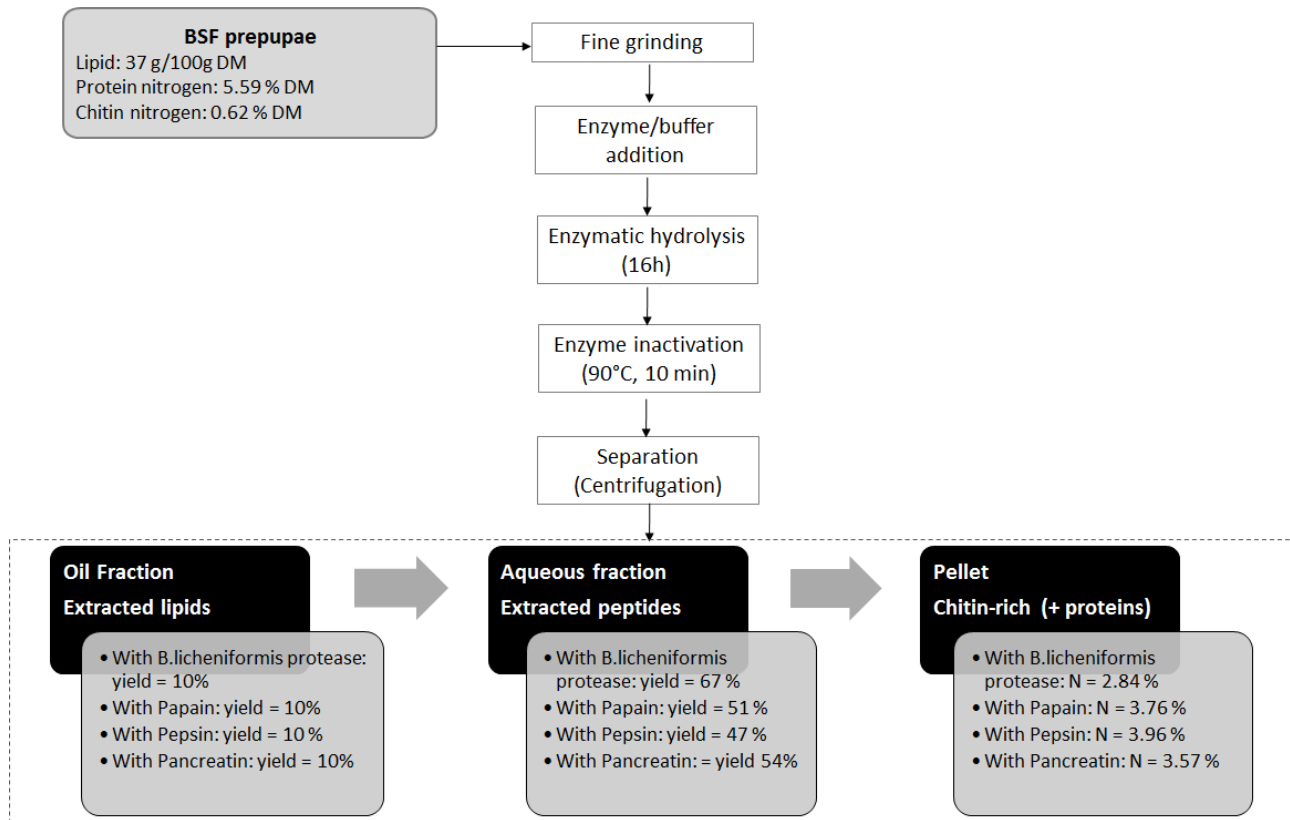 BSF prepupae
Lipid: 37 g/100g DM
Protein nitrogen: 5.59 % DM
Chitin nitrogen: 0.62 % DM
Fine grinding
Enzyme/buffer
addition
Enzymatic hydrolysis
(16h)
Enzyme inactivation
(90°C, 10 min)
Separation
(Centrifugation)
Oil Fraction
Extracted lipids
• With B.licheniformis protease:
yield = 10%
• With Papain: yield = 10%
• With Pepsin: yield = 10 %
• With Pancreatin: yield = 10%
Aqueous fraction
Extracted peptides
• With B.licheniformis
protease: yield = 67 %
• With Papain: yield = 51 %
• With Pepsin: yield = 47 %
• With Pancreatin: = yield 54%
Pellet
Chitin-rich (+ proteins)
• With B.licheniformis
protease: N = 2.84 %
• With Papain: N = 3.76 %
• With Pepsin: N = 3.96 %
• With Pancreatin: N = 3.57 %